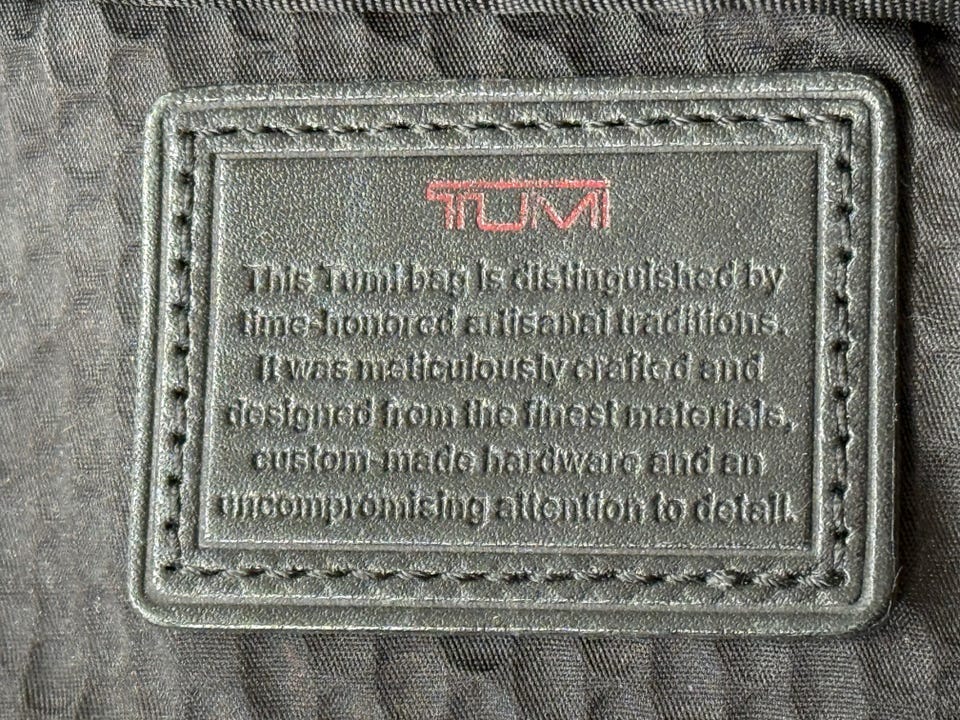 TUMI
This Tumi bag is distinguished by
time-honored artisanal traditions.
It was meticulously crafted and
designed from the finest materials,
custom-made hardware and an
uncompromising attention to detail.